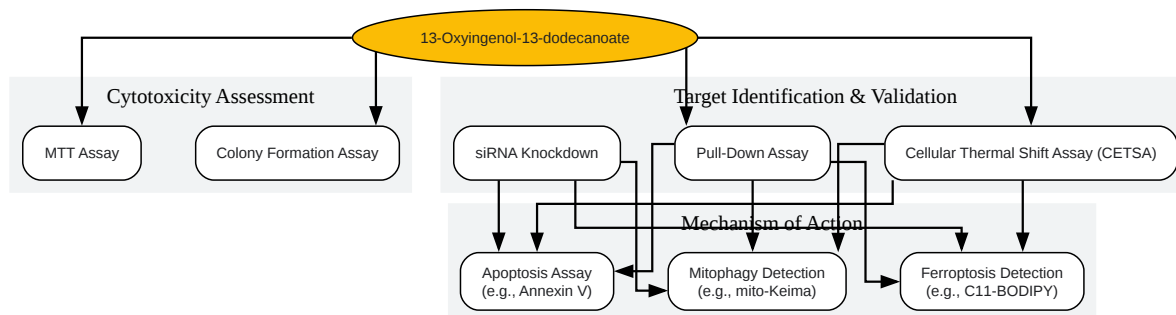 13-Oxyingenol-13-dodecanoate
Cytotoxicity Assessment
Target Identification & Validation
MTT Assay
Colony Formation Assay
siRNA Knockdown
Pull-Down Assay
Cellular Thermal Shift Assay (CETSA)
Mechanism of Action
Apoptosis Assay
(e.g., Annexin V)
Mitophagy Detection
(e.g., mito-Keima)
Ferroptosis Detection
(e.g., C11-BODIPY)